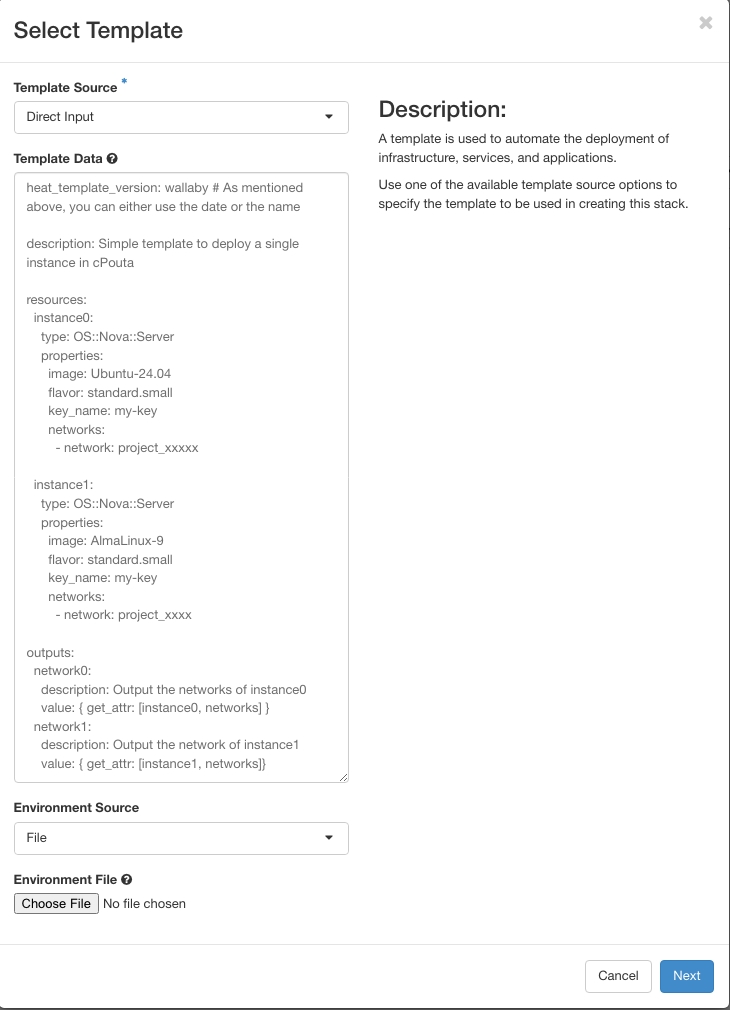 Select Template
×
Template Source *
Direct Input
Template Data ?
heat_template_version: wallaby # As mentioned
above, you can either use the date or the name
description: Simple template to deploy a single
instance in cPouta
resources:
  instance0:
    type: OS::Nova::Server
    properties:
      image: Ubuntu-24.04
      flavor: standard.small
      key_name: my-key
      networks:
        - network: project_xxxxx
  instance1:
    type: OS::Nova::Server
    properties:
      image: AlmaLinux-9
      flavor: standard.small
      key_name: my-key
      networks:
        - network: project_xxxx
outputs:
  network0:
    description: Output the networks of instance0
    value: { get_attr: [instance0, networks] }
  network1:
    description: Output the network of instance1
    value: { get_attr: [instance1, networks]}
Environment Source
File
Environment File ?
Choose File No file chosen
Description:
A template is used to automate the deployment of
infrastructure, services, and applications.
Use one of the available template source options to
specify the template to be used in creating this stack.
Cancel Next